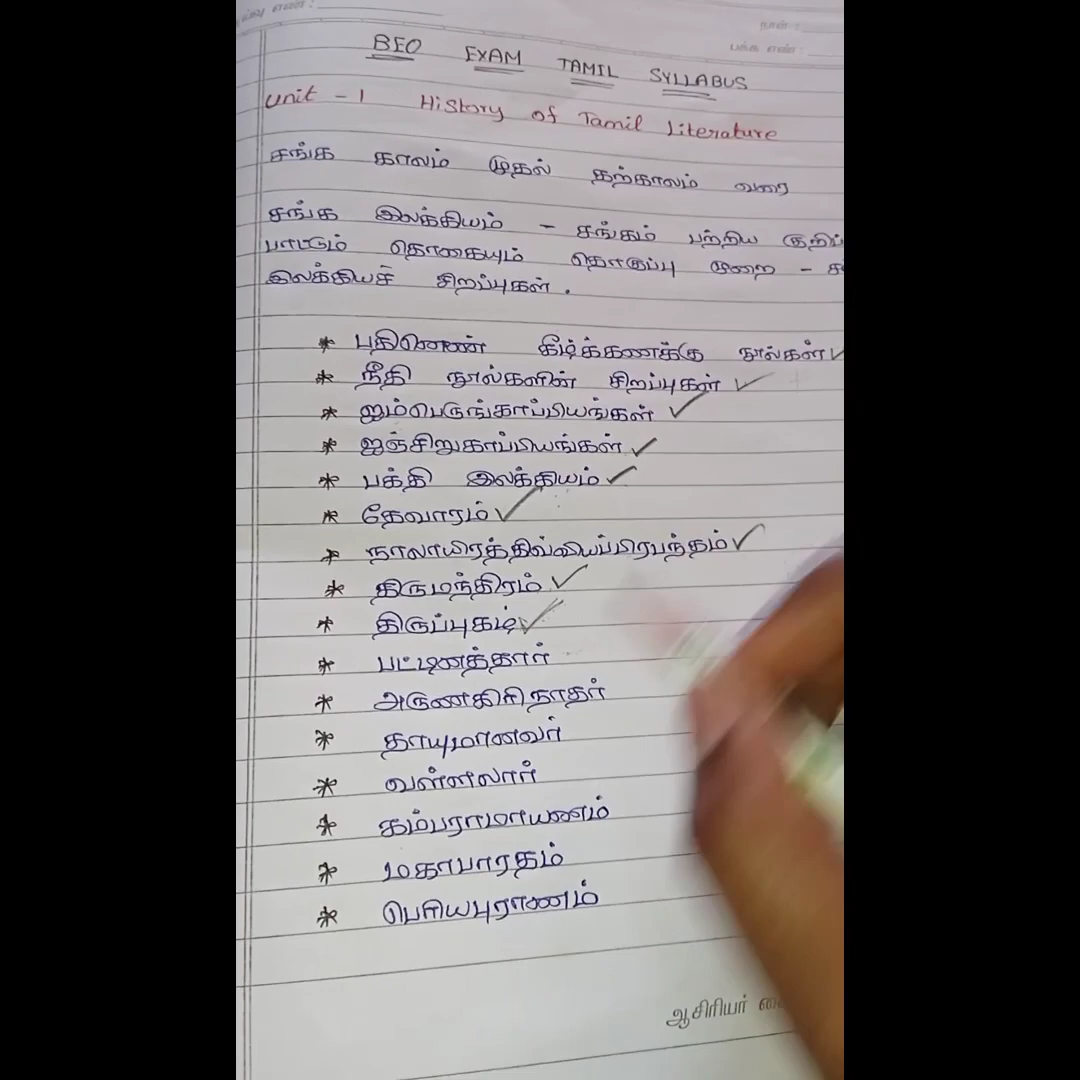 நாள் :
பக்க எண் :
BEO EXAM TAMIL SYLLABUS
Unit - 1 History of Tamil Literature
சங்க காலம் முதல் தற்காலம் வரை
சங்க இலக்கியம் - சங்கம் பற்றிய
பாட்டும் தொகையும் தொகுப்பு முறை -
இலக்கியச் சிறப்புகள் .
* பதினெண் கீழ்க்கணக்கு நூல்கள் ✓
* நீதி நூல்களின் சிறப்புகள் ✓
* ஐம்பெருங்காப்பியங்கள் ✓
* ஐஞ்சிறுகாப்பியங்கள் ✓
* பக்தி இலக்கியம் ✓
* தேவாரம் ✓
* நாலாயிரத்திவ்யைப்பிரபந்தம் ✓
* திருமந்திரம் ✓
* திருப்புகழ் ✓
* பட்டினத்தார்
* அருணகிரிநாதர்
* தாயுமானவர்
* வள்ளலார்
* கம்பராமாயணம்
* மகாபாரதம்
* பெரியபுராணம்
ஆசிரியர்